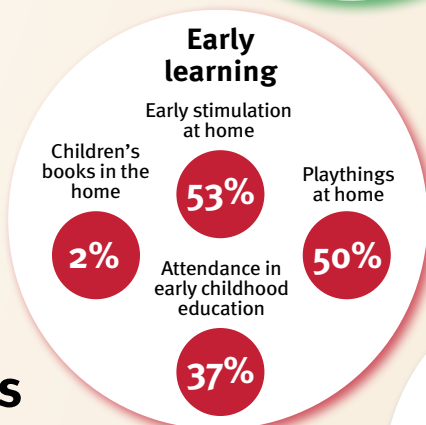 Early
learning
Early stimulation
at home
53%
Children's
books in the
home
2%
Playthings
at home
50%
Attendance in
early childhood
education
37%
s